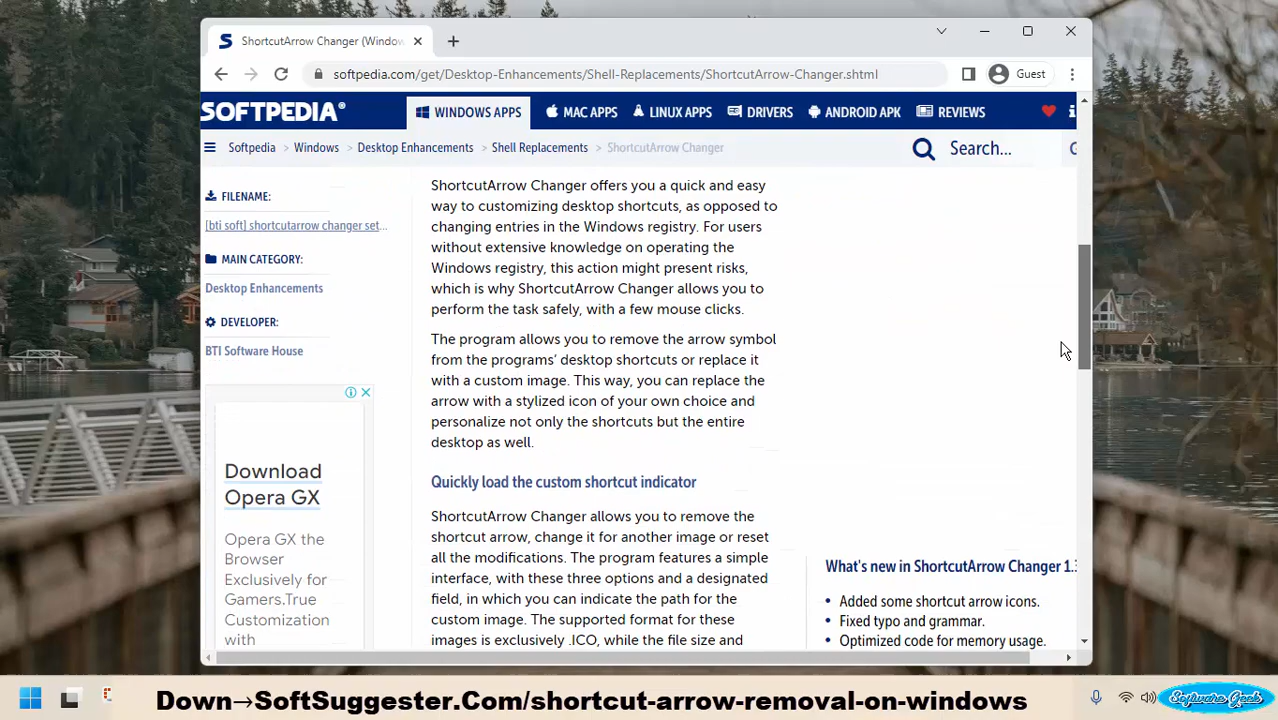 ShortcutArrow Changer (Window
softpedia.com/get/Desktop-Enhancements/Shell-Replacements/ShortcutArrow-Changer.shtml
Guest
SOFTPEDIA®
WINDOWS APPS
MAC APPS
LINUX APPS
DRIVERS
ANDROID APK
REVIEWS
Softpedia > Windows > Desktop Enhancements > Shell Replacements > ShortcutArrow Changer
Search...
FILENAME:
[bti soft] shortcutarrow changer set...
MAIN CATEGORY:
Desktop Enhancements
DEVELOPER:
BTI Software House
Download
Opera GX
Opera GX the
Browser
Exclusively for
Gamers.True
Customization
with
ShortcutArrow Changer offers you a quick and easy
way to customizing desktop shortcuts, as opposed to
changing entries in the Windows registry. For users
without extensive knowledge on operating the
Windows registry, this action might present risks,
which is why ShortcutArrow Changer allows you to
perform the task safely, with a few mouse clicks.
The program allows you to remove the arrow symbol
from the programs’ desktop shortcuts or replace it
with a custom image. This way, you can replace the
arrow with a stylized icon of your own choice and
personalize not only the shortcuts but the entire
desktop as well.
Quickly load the custom shortcut indicator
ShortcutArrow Changer allows you to remove the
shortcut arrow, change it for another image or reset
all the modifications. The program features a simple
interface, with these three options and a designated
field, in which you can indicate the path for the
custom image. The supported format for these
images is exclusively .ICO, while the file size and
What's new in ShortcutArrow Changer 1.3
• Added some shortcut arrow icons.
• Fixed typo and grammar.
• Optimized code for memory usage.
Down→SoftSuggester.Com/shortcut-arrow-removal-on-windows
Software Geek